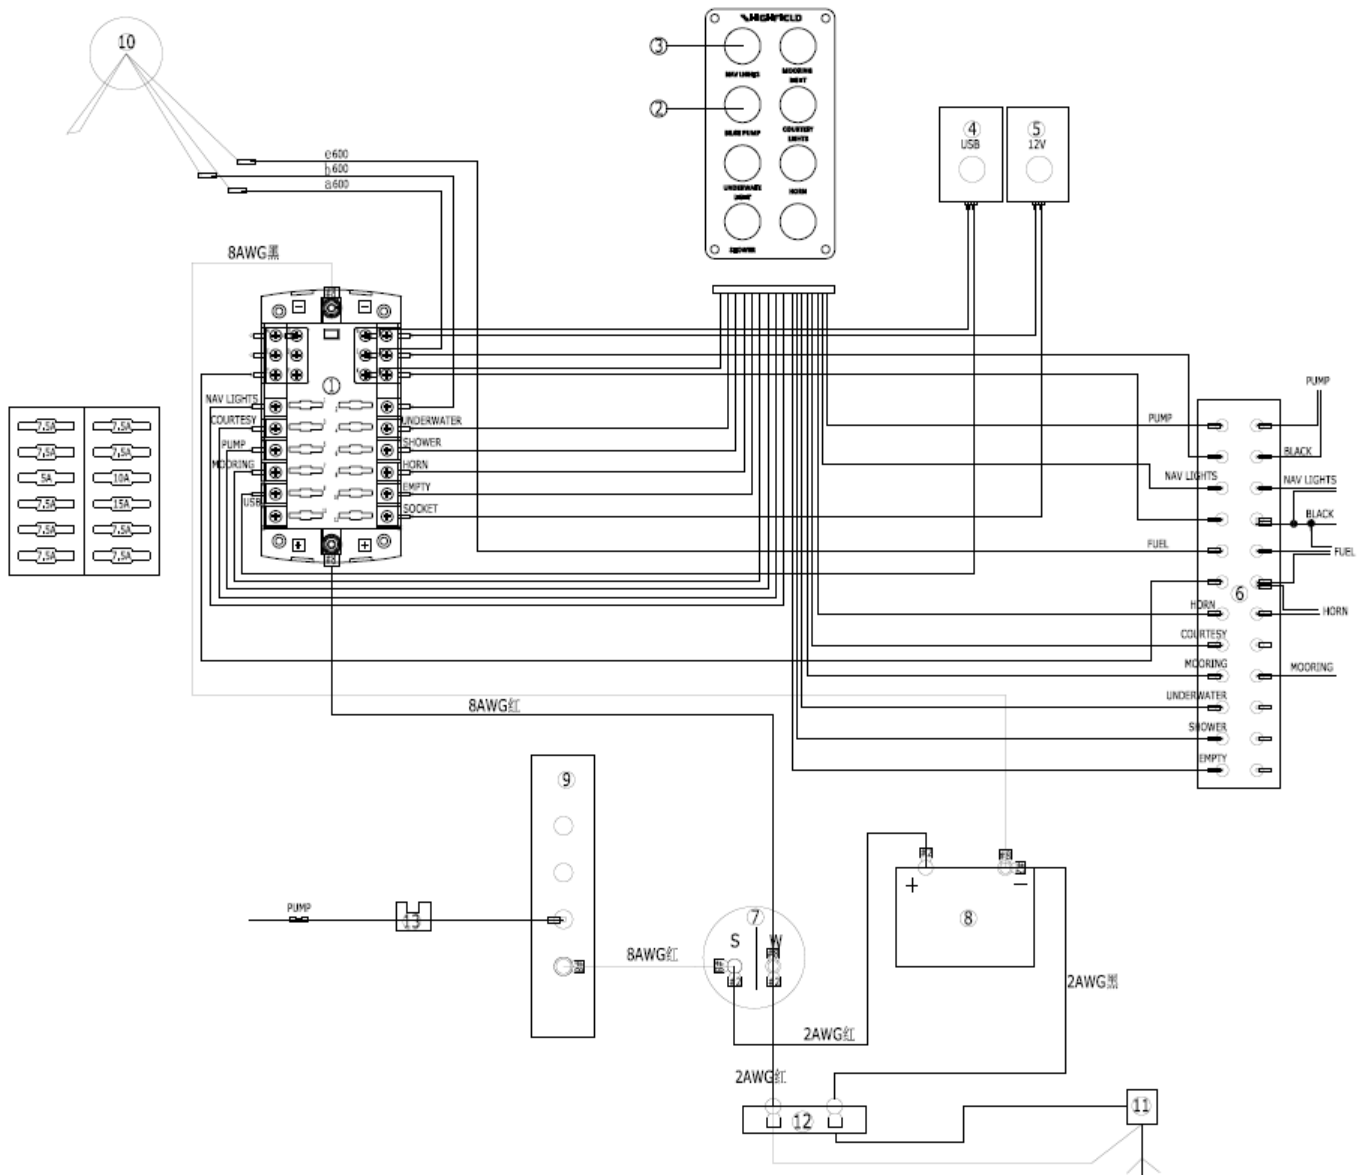 HIGHFIELD
10
3
NAV LIGHTS
MOORING
LIGHT
2
BILGE PUMP
COURTESY
LIGHTS
4
USB
5
12V
e600
h600
a600
UNDERWATE
LIGHT
HORN
8AWG黑
SHOWER
1
NAV LIGHTS
COURTESY
UNDERWATER
PUMP
SHOWER
MOORING
HORN
USB
EMPTY
SOCKET
7.5A 7.5A
7.5A 7.5A
5A 10A
7.5A 15A
7.5A 7.5A
7.5A 7.5A
PUMP
PUMP
BLACK
NAV LIGHTS
NAV LIGHTS
BLACK
FUEL
FUEL
6
HORN
HORN
COURTESY
MOORING
MOORING
UNDERWATER
SHOWER
EMPTY
8AWG红
9
PUMP
13
7
S W
8AWG红
+ −
8
2AWG黑
2AWG红
2AWG红
12
11